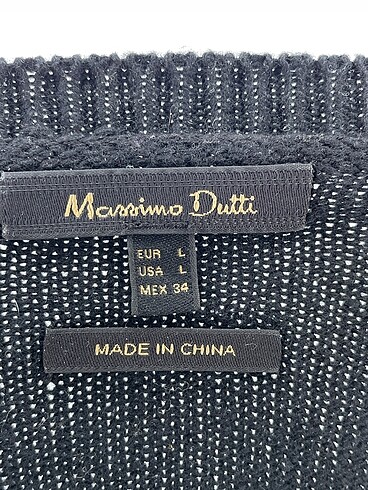 Massimo Dutti
EUR L
USA L
MEX 34
MADE IN CHINA